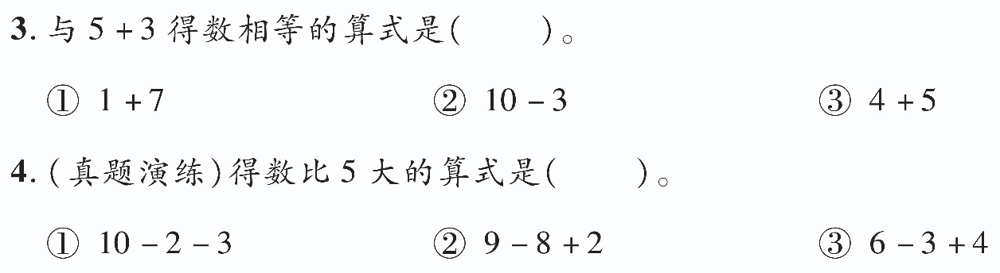 3. 与 5 + 3 得数相等的算式是(　　)。
① 1 + 7　② 10 - 3　③ 4 + 5
4. (真题演练)得数比 5 大的算式是(　　)。
① 10 - 2 - 3　② 9 - 8 + 2　③ 6 - 3 + 4